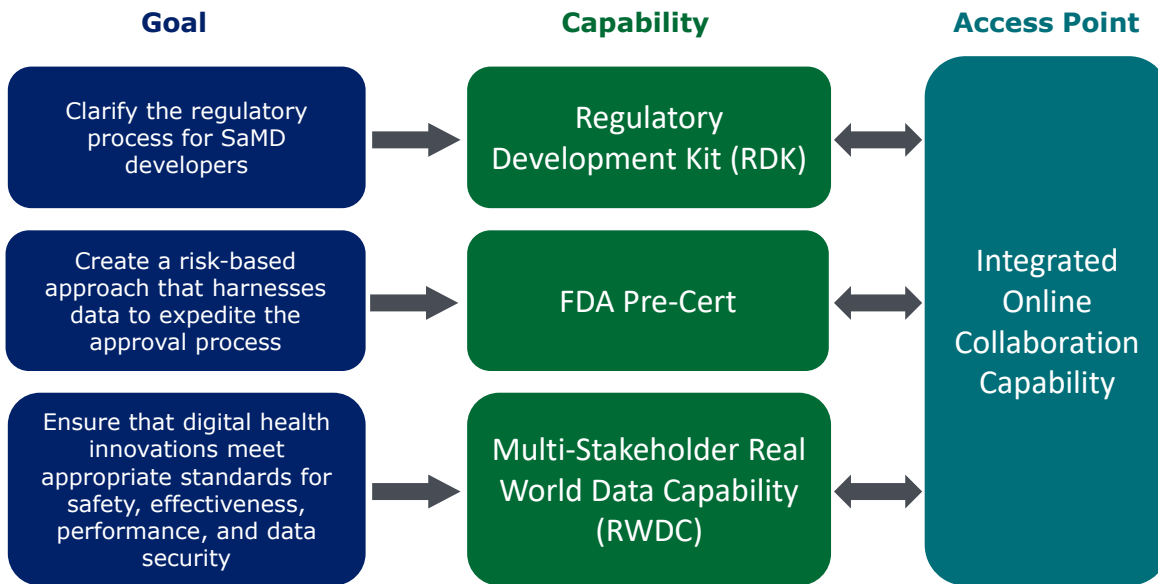 Goal
Capability
Access Point
Clarify the regulatory
process for SaMD
developers
Regulatory
Development Kit (RDK)
Create a risk-based
approach that harnesses
data to expedite the
approval process
FDA Pre-Cert
Ensure that digital health
innovations meet
appropriate standards for
safety, effectiveness,
performance, and data
security
Multi-Stakeholder Real
World Data Capability
(RWDC)
Integrated
Online
Collaboration
Capability